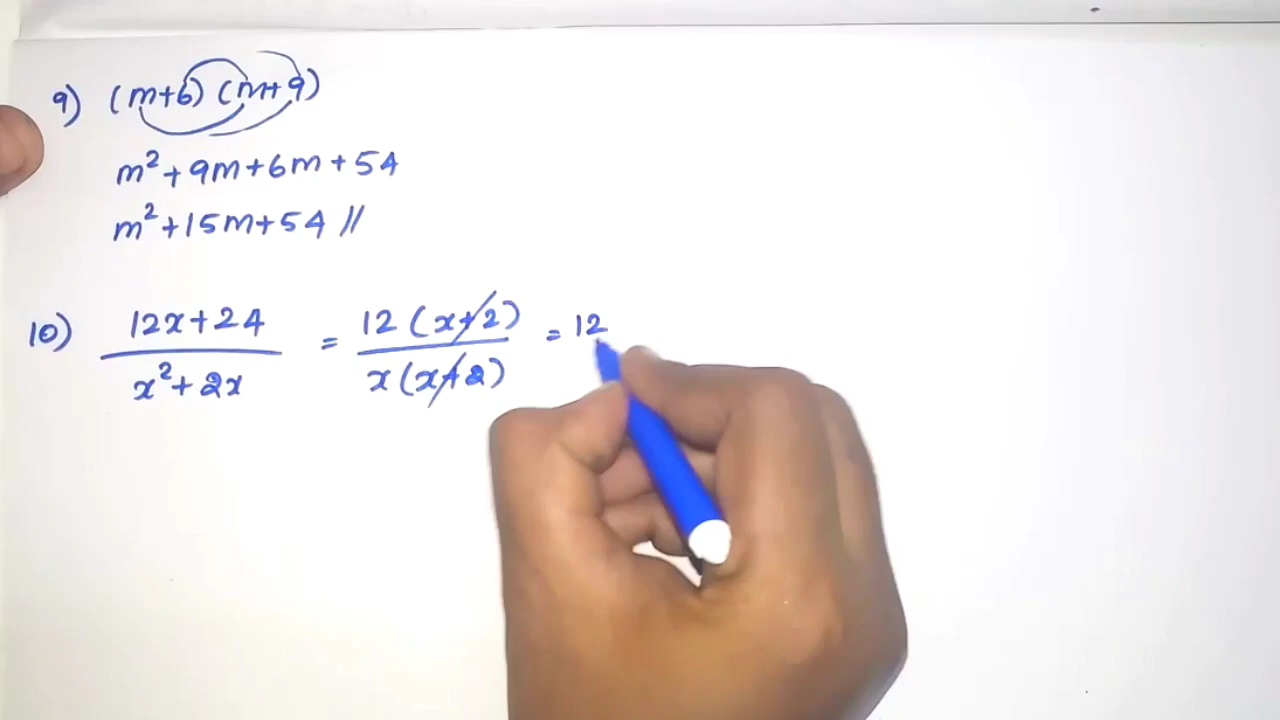 9) (m+6) (m+9)
m²+9m+6m+54
m²+15m+54 //
10) 12x+24 = 12 (x+2) = 12
x²+2x x(x+2)